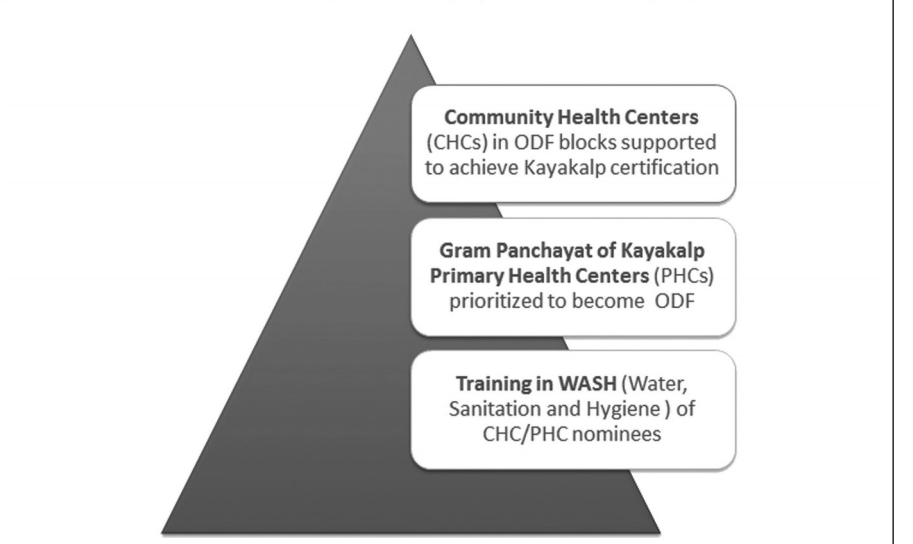 Community Health Centers
(CHCs) in ODF blocks supported
to achieve Kayakalp certification
Gram Panchayat of Kayakalp
Primary Health Centers (PHCs)
prioritized to become ODF
Training in WASH (Water,
Sanitation and Hygiene ) of
CHC/PHC nominees